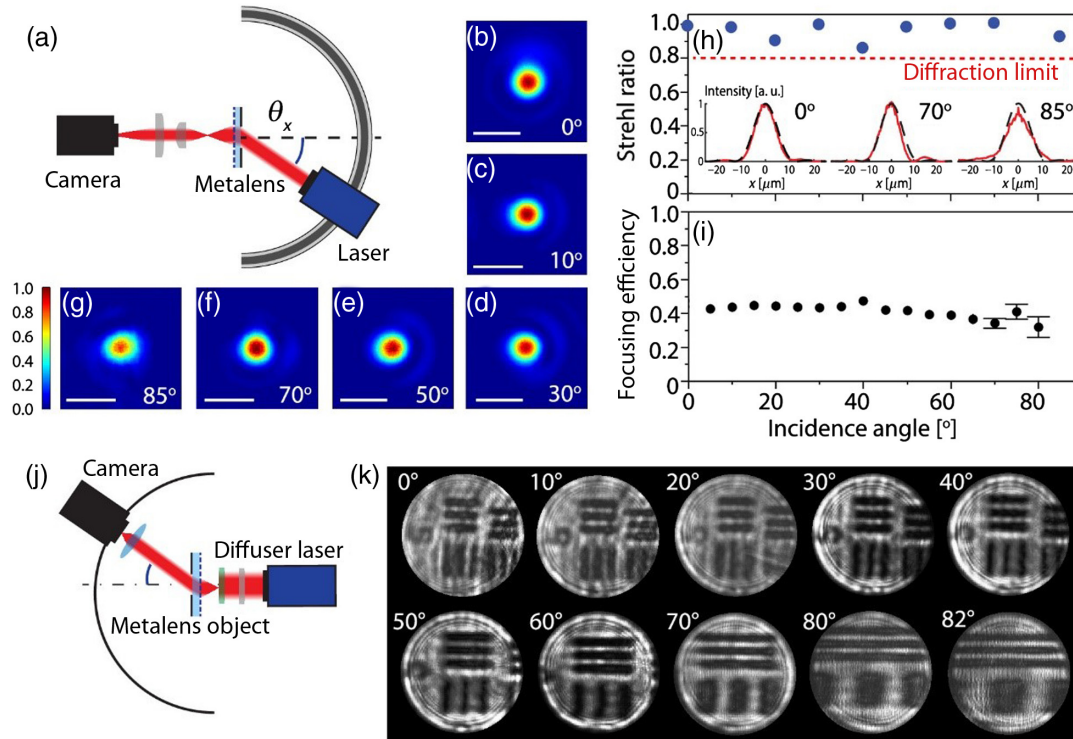 (a)
θx
Camera
Metalens
Laser
(b)
0°
(c)
10°
(d)
30°
(e)
50°
(f)
70°
(g)
85°
1.0
0.8
0.6
0.4
0.2
0.0
(h)
Strehl ratio
1.0
0.8
0.6
0.4
0.2
0
Diffraction limit
Intensity [a. u.]
1
0.5
0
0°
70°
85°
−20 −10 0 10 20
−20 −10 0 10 20
−20 −10 0 10 20
x [μm]
x [μm]
x [μm]
(i)
Focusing efficiency
1.0
0.8
0.6
0.4
0.2
0
0 20 40 60 80
Incidence angle [°]
(j)
Camera
Diffuser laser
Metalens object
(k)
0° 10° 20° 30° 40°
50° 60° 70° 80° 82°